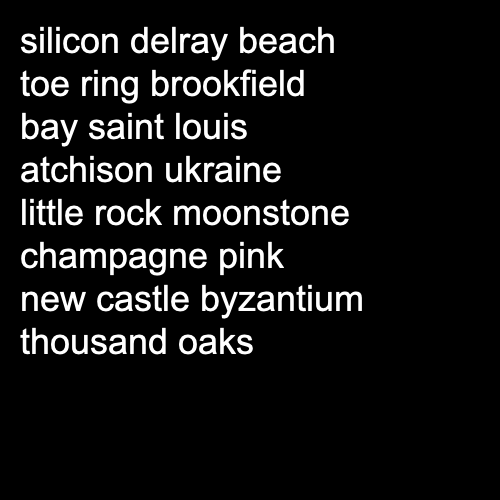 silicon delray beach
toe ring brookfield
bay saint louis
atchison ukraine
little rock moonstone
champagne pink
new castle byzantium
thousand oaks